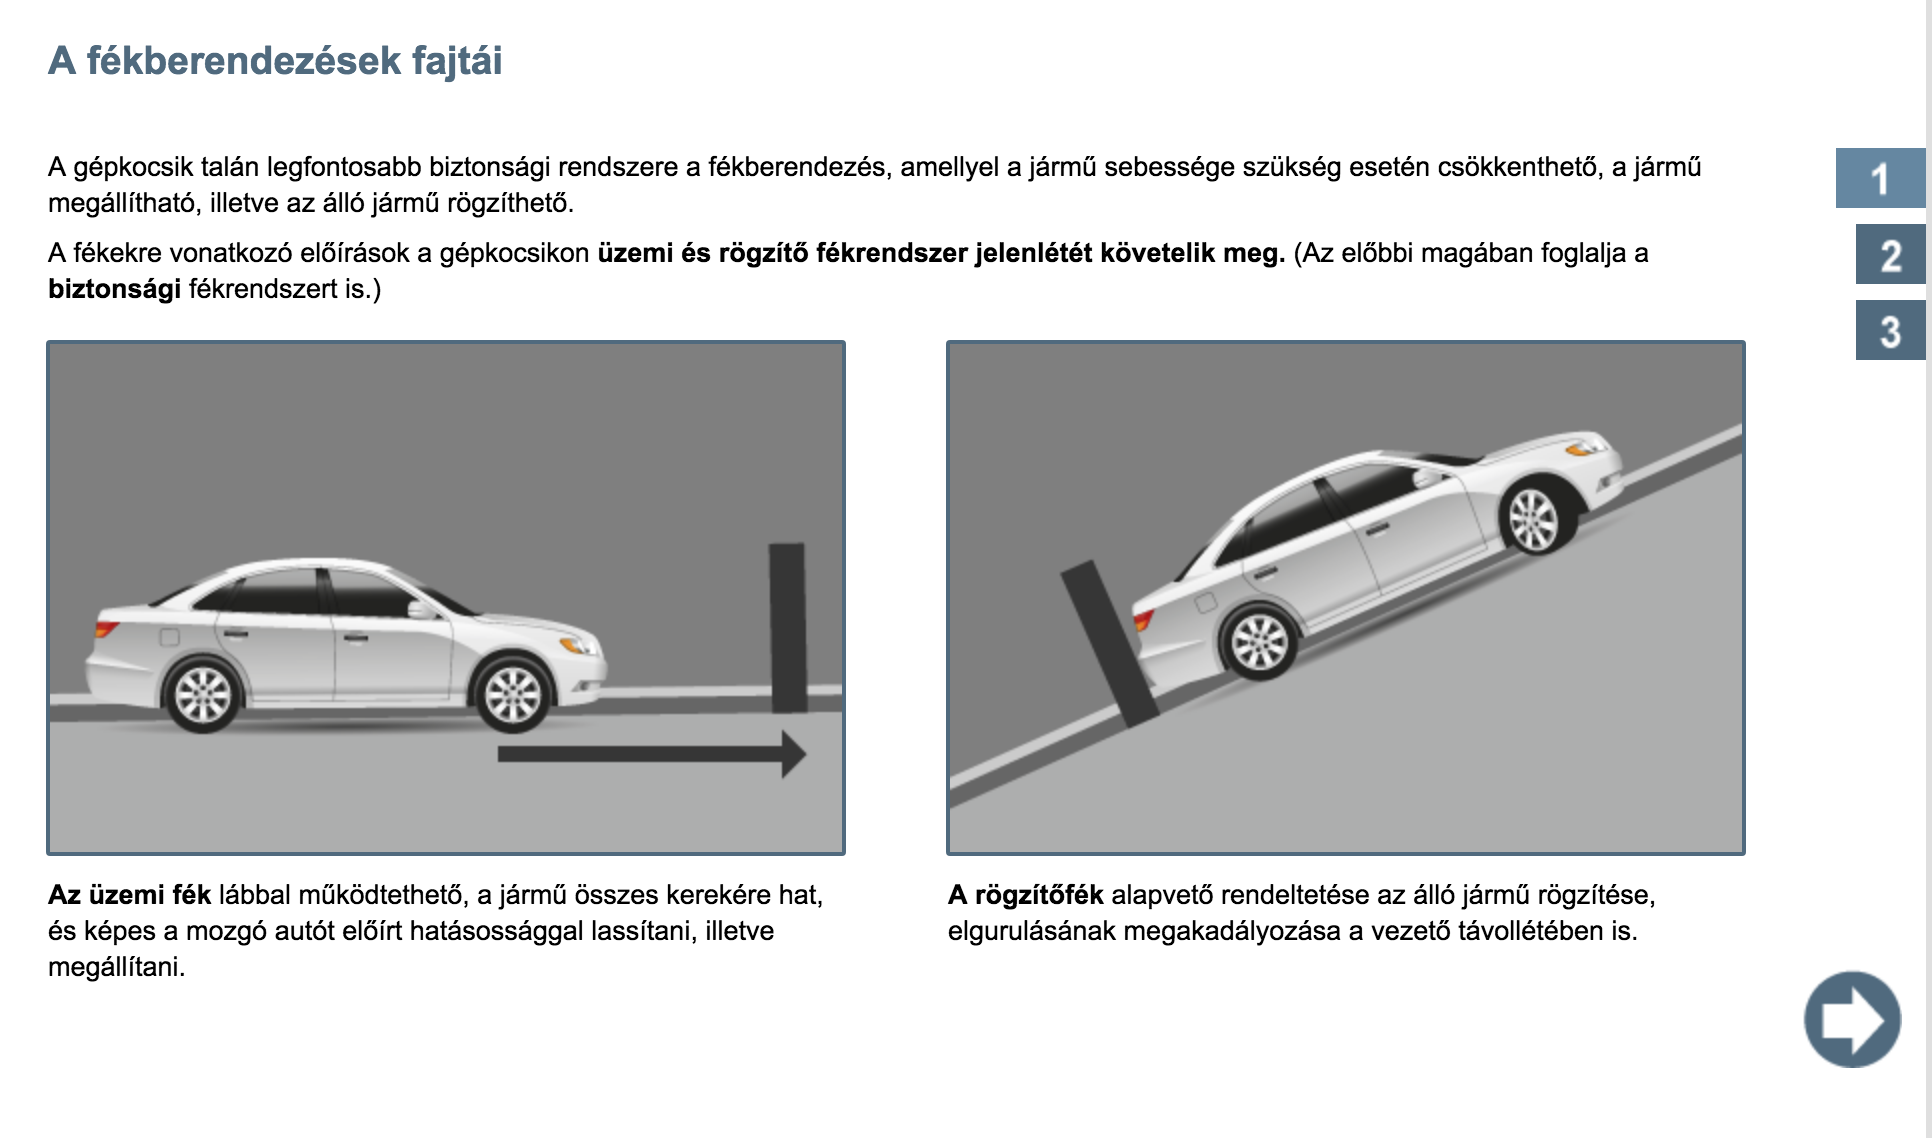 A fékberendezések fajtái
A gépkocsik talán legfontosabb biztonsági rendszere a fékberendezés, amellyel a jármű sebessége szükség esetén csökkenthető, a jármű
megállítható, illetve az álló jármű rögzíthető.
A fékekre vonatkozó előírások a gépkocsikon üzemi és rögzítő fékrendszer jelenlétét követelik meg. (Az előbbi magában foglalja a
biztonsági fékrendszert is.)
1
2
3
Az üzemi fék lábbal működtethető, a jármű összes kerekére hat,
és képes a mozgó autót előírt hatásossággal lassítani, illetve
megállítani.
A rögzítőfék alapvető rendeltetése az álló jármű rögzítése,
elgurulásának megakadályozása a vezető távollétében is.